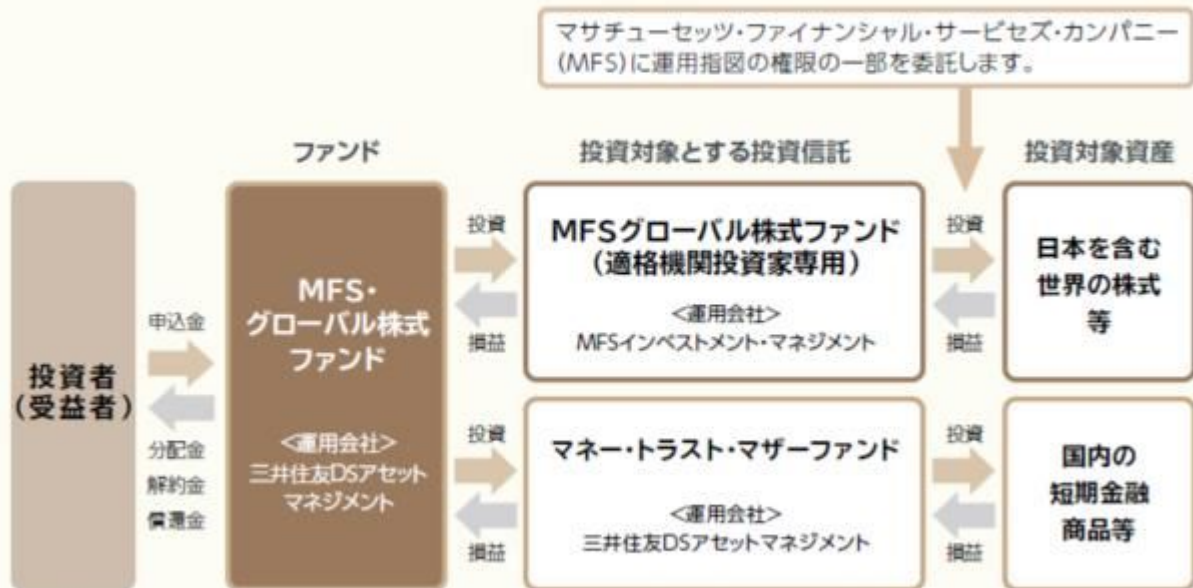 マサチューセッツ・ファイナンシャル・サービセズ・カンパニー
(MFS)に運用指図の権限の一部を委託します。
ファンド
投資対象とする投資信託
投資対象資産
投資者
(受益者)
申込金
分配金
解約金
償還金
MFS・
グローバル株式
ファンド
<運用会社>
三井住友DSアセット
マネジメント
投資
損益
MFSグローバル株式ファンド
(適格機関投資家専用)
<運用会社>
MFSインベストメント・マネジメント
投資
損益
日本を含む
世界の株式
等
投資
損益
マネー・トラスト・マザーファンド
<運用会社>
三井住友DSアセットマネジメント
投資
損益
国内の
短期金融
商品等